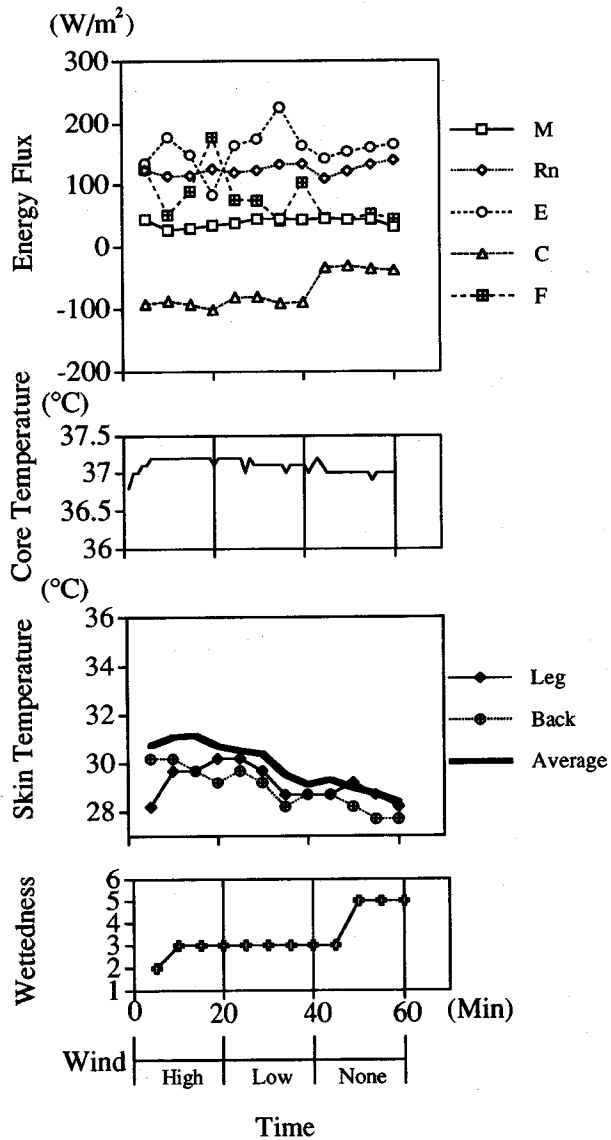 (W/m²)
300
200
100
0
-100
-200
Energy Flux
M
Rn
E
C
F
(°C)
37.5
37
36.5
36
Core Temperature
(°C)
36
34
32
30
28
Skin Temperature
Leg
Back
Average
6
5
4
3
2
1
Wettedness
0 20 40 60 (Min)
Wind High Low None
Time